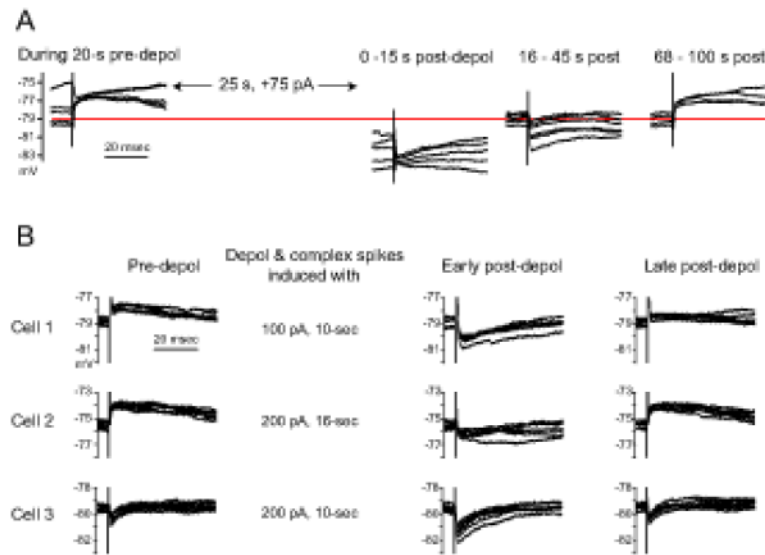 A
During 20-s pre-depol
0 -15 s post-depol
16 - 45 s post
68 - 100 s post
25 s, +75 pA
-75
-77
-79
-81
-83
mV
20 msec
B
Pre-depol
Depol & complex spikes
induced with
Early post-depol
Late post-depol
Cell 1
-77
-79
-81
mV
20 msec
100 pA, 10-sec
-77
-79
-81
-77
-79
-81
Cell 2
-73
-75
-77
200 pA, 16-sec
-73
-75
-77
-73
-75
-77
Cell 3
-78
-80
-82
200 pA, 10-sec
-78
-80
-82
-78
-80
-82